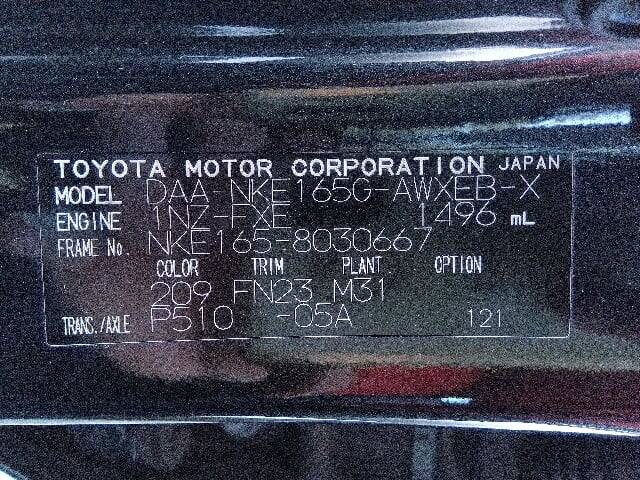 TOYOTA MOTOR CORPORATION JAPAN
MODEL DAA-NKE165G-AWXEB-X
ENGINE 1NZ-FXE 1496 mL
FRAME No. NKE165-8030667
COLOR TRIM PLANT OPTION
209 FN23 M31
TRANS./AXLE P510 -05A 121